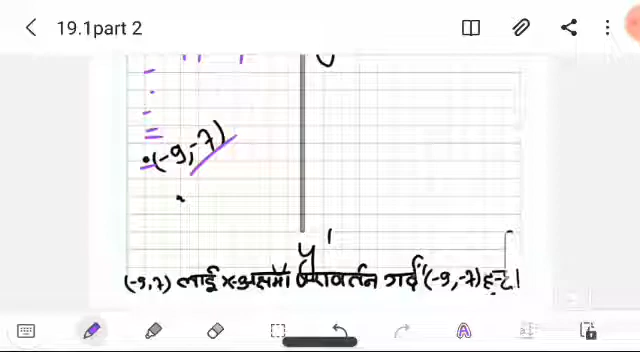 19.1part 2
(-9,-7)
y'
(-9,7) लाई x-अक्षमा परावर्तन गर्दा (-9,-7) हुन्छ।